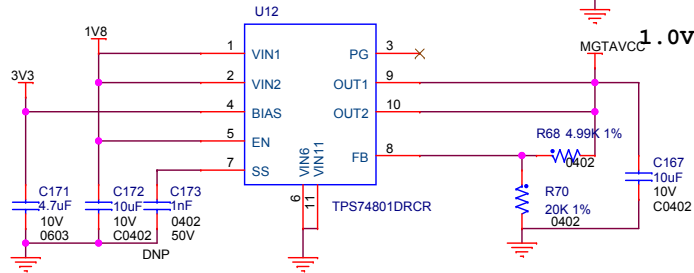 U12
1V8
MGTAVCC
1.0V
1
VIN1
PG
3
3V3
2
VIN2
OUT1
9
4
BIAS
OUT2
10
5
EN
R68 4.99K 1%
7
SS
VIN6
VIN11
FB
8
0402
C167
10uF
10V
C0402
C171
4.7uF
10V
0603
C172
10uF
10V
C0402
C173
1nF
0402
50V
DNP
6
11
TPS74801DRCR
R70
20K 1%
0402